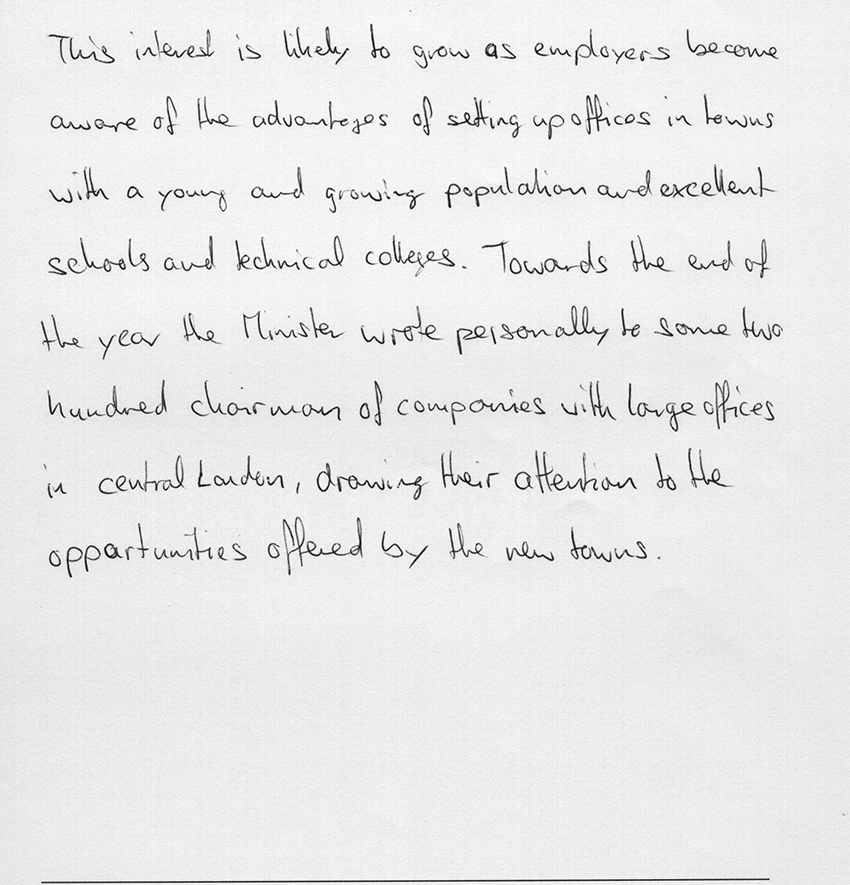 This interest is likely to grow as employers become
aware of the advantages of setting up offices in towns
with a young and growing population and excellent
schools and technical colleges. Towards the end of
the year the Minister wrote personally to some two
hundred chairman of companies with large offices
in central London, drawing their attention to the
opportunities offered by the new towns.